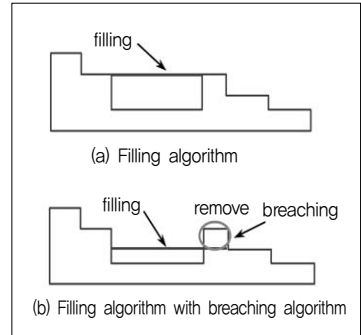 filling
(a) Filling algorithm
filling remove breaching
(b) Filling algorithm with breaching algorithm